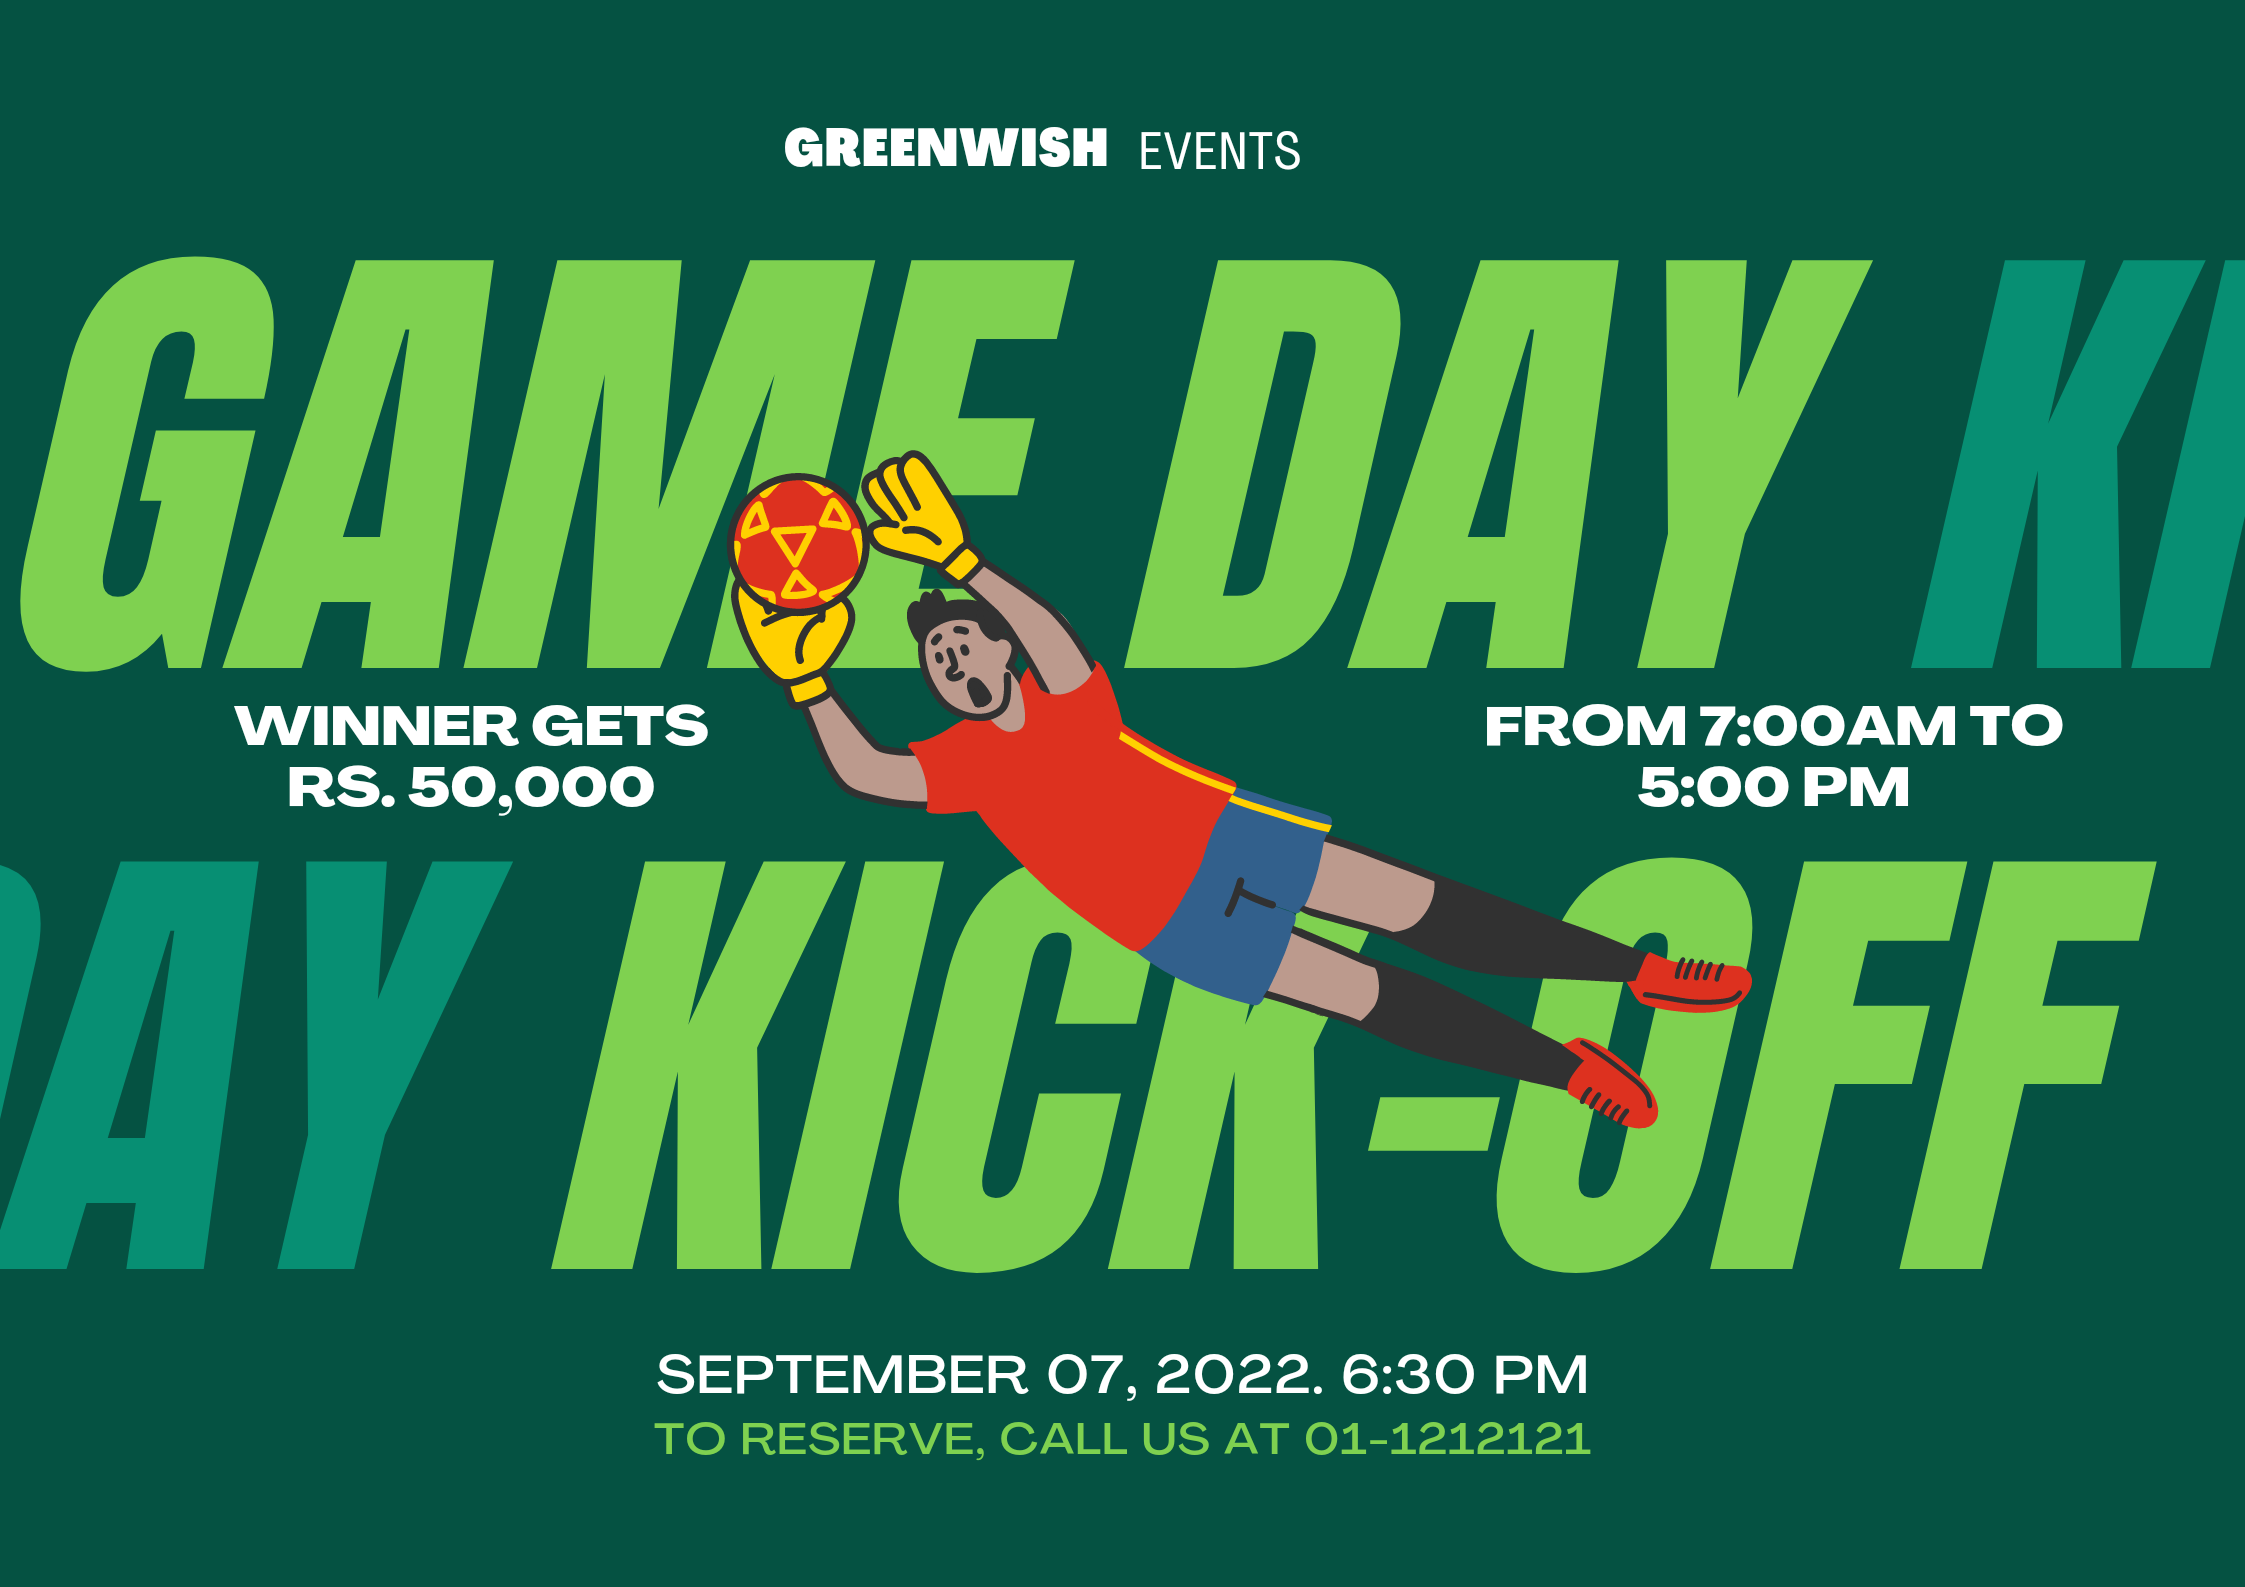 GREENWISH EVENTS
GAME DAY KI
WINNER GETS
RS. 50,000
FROM 7:00AM TO
5:00 PM
DAY KICK-OFF
SEPTEMBER 07, 2022. 6:30 PM
TO RESERVE, CALL US AT 01-1212121